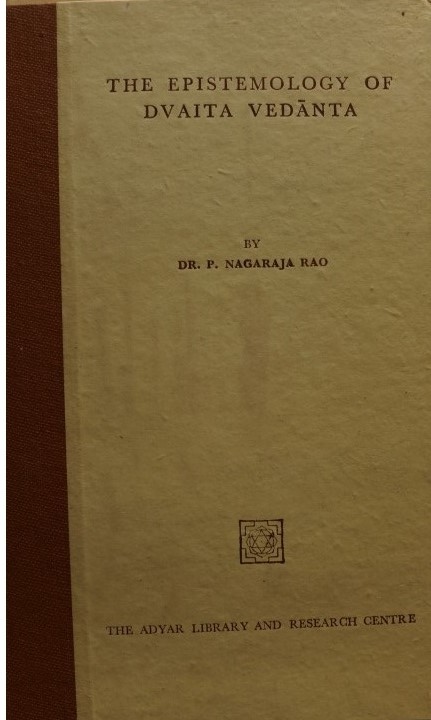 THE EPISTEMOLOGY OF
DVAITA VEDĀNTA
BY
DR. P. NAGARAJA RAO
THE ADYAR LIBRARY AND RESEARCH CENTRE